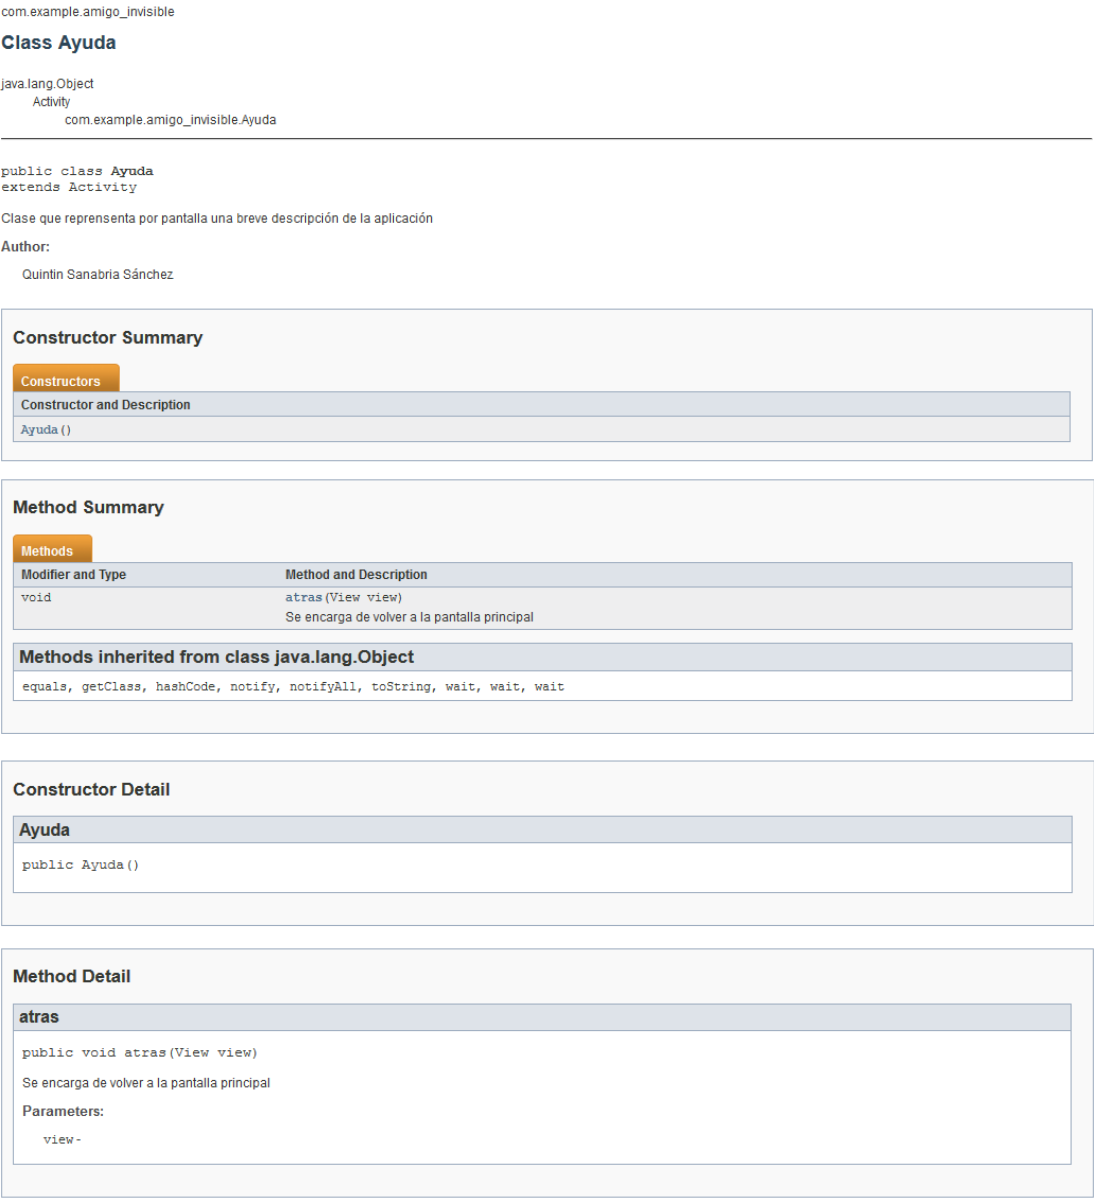 com.example.amigo_invisible
Class Ayuda
java.lang.Object
Activity
com.example.amigo_invisible.Ayuda
public class Ayuda
extends Activity
Clase que reprensenta por pantalla una breve descripción de la aplicación
Author:
Quintin Sanabria Sánchez
Constructor Summary
Constructors
Constructor and Description
Ayuda()
Method Summary
Methods
Modifier and Type Method and Description
void atras(View view)
Se encarga de volver a la pantalla principal
Methods inherited from class java.lang.Object
equals, getClass, hashCode, notify, notifyAll, toString, wait, wait, wait
Constructor Detail
Ayuda
public Ayuda()
Method Detail
atras
public void atras(View view)
Se encarga de volver a la pantalla principal
Parameters:
view -